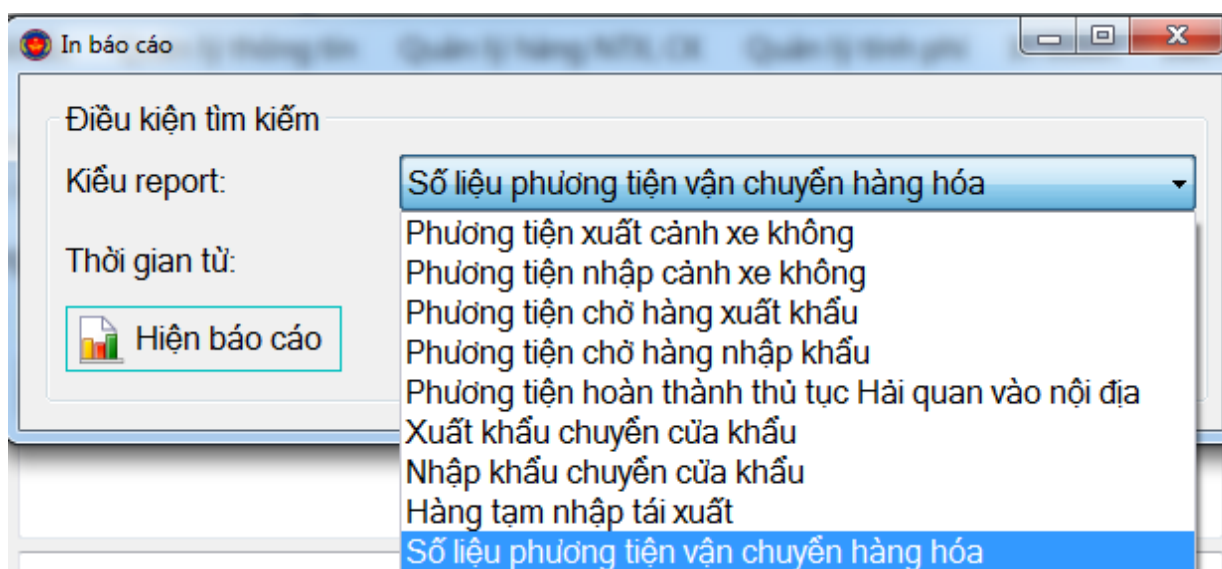 In báo cáo
Điều kiện tìm kiếm
Kiểu report:
Số liệu phương tiện vận chuyển hàng hóa
Thời gian từ:
Hiện báo cáo
Phương tiện xuất cảnh xe không
Phương tiện nhập cảnh xe không
Phương tiện chở hàng xuất khẩu
Phương tiện chở hàng nhập khẩu
Phương tiện hoàn thành thủ tục Hải quan vào nội địa
Xuất khẩu chuyển cửa khẩu
Nhập khẩu chuyển cửa khẩu
Hàng tạm nhập tái xuất
Số liệu phương tiện vận chuyển hàng hóa